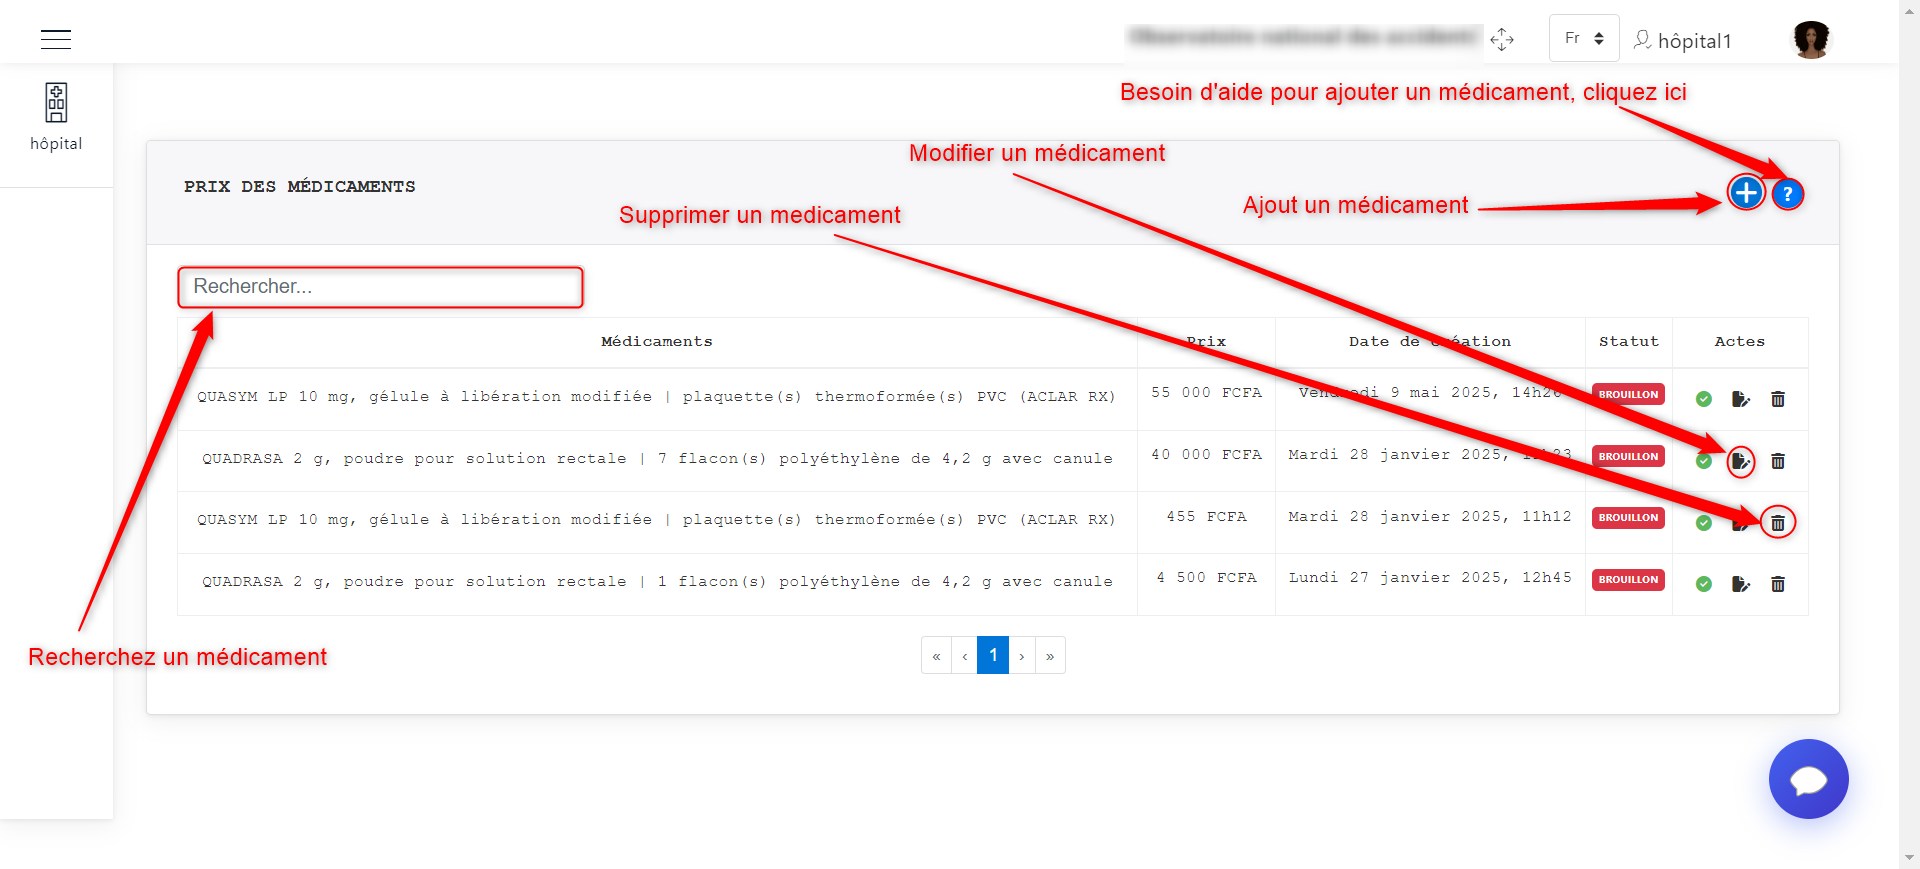 Fr
hôpital1
hôpital
Besoin d'aide pour ajouter un médicament, cliquez ici
Modifier un médicament
PRIX DES MÉDICAMENTS
?
Ajout un médicament
Supprimer un medicament
Rechercher...
Médicaments Prix Date de Création Statut Actes
QUASYM LP 10 mg, gélule à libération modifiée | plaquette(s) thermoformée(s) PVC (ACLAR RX) 55 000 FCFA Vendredi 9 mai 2025, BROUILLON
QUADRASA 2 g, poudre pour solution rectale | 7 flacon(s) polyéthylène de 4,2 g avec canule 40 000 FCFA Mardi 28 janvier 2025, BROUILLON
QUASYM LP 10 mg, gélule à libération modifiée | plaquette(s) thermoformée(s) PVC (ACLAR RX) 455 FCFA Mardi 28 janvier 2025, 11h12 BROUILLON
QUADRASA 2 g, poudre pour solution rectale | 1 flacon(s) polyéthylène de 4,2 g avec canule 4 500 FCFA Lundi 27 janvier 2025, 12h45 BROUILLON
« ‹ 1 › »
Recherchez un médicament